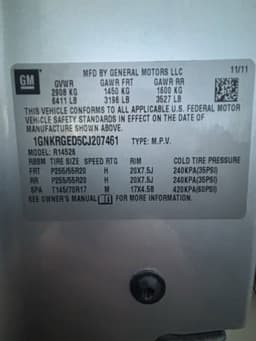 GM
MFD BY GENERAL MOTORS LLC 11/11
GVWR GAWR FRT GAWR RR
2908 KG 1450 KG 1600 KG
6411 LB 3196 LB 3527 LB
THIS VEHICLE CONFORMS TO ALL APPLICABLE U.S. FEDERAL MOTOR
VEHICLE SAFETY STANDARDS IN EFFECT ON THE DATE OF
MANUFACTURE SHOWN ABOVE.
1GNKRGED5CJ207461 TYPE: M.P.V.
MODEL: R14526
TIRE SIZE SPEED RTG RIM COLD TIRE PRESSURE
FRT P255/55R20 H 20X7.5J 240KPA(35PSI)
RR P255/55R20 H 20X7.5J 240KPA(35PSI)
SPA T145/70R17 M 17X4.5B 420KPA(60PSI)
SEE OWNER'S MANUAL FOR MORE INFORMATION.